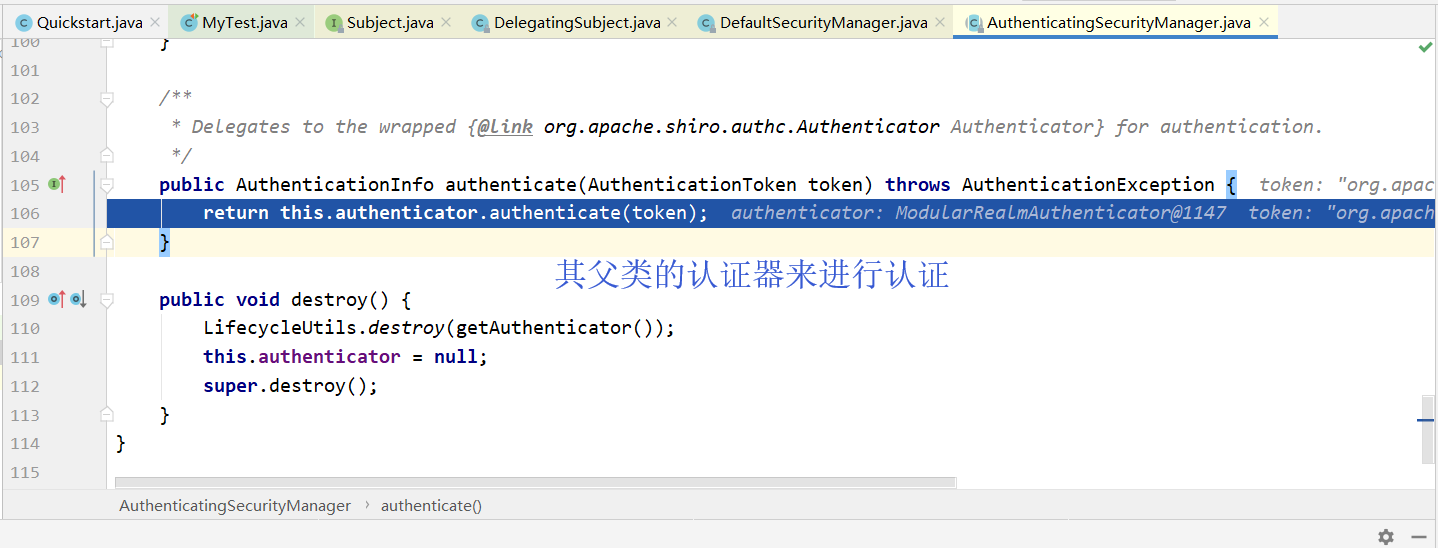 Quickstart.java MyTest.java Subject.java DelegatingSubject.java DefaultSecurityManager.java AuthenticatingSecurityManager.java
100 }
101
102 /**
103 * Delegates to the wrapped {@link org.apache.shiro.authc.Authenticator Authenticator} for authentication.
104 */
105 public AuthenticationInfo authenticate(AuthenticationToken token) throws AuthenticationException { token: "org.apac
106 return this.authenticator.authenticate(token); authenticator: ModularRealmAuthenticator@1147 token: "org.apach
107 }
108
其父类的认证器来进行认证
109 public void destroy() {
110 LifecycleUtils.destroy(getAuthenticator());
111 this.authenticator = null;
112 super.destroy();
113 }
114 }
115
AuthenticatingSecurityManager › authenticate()